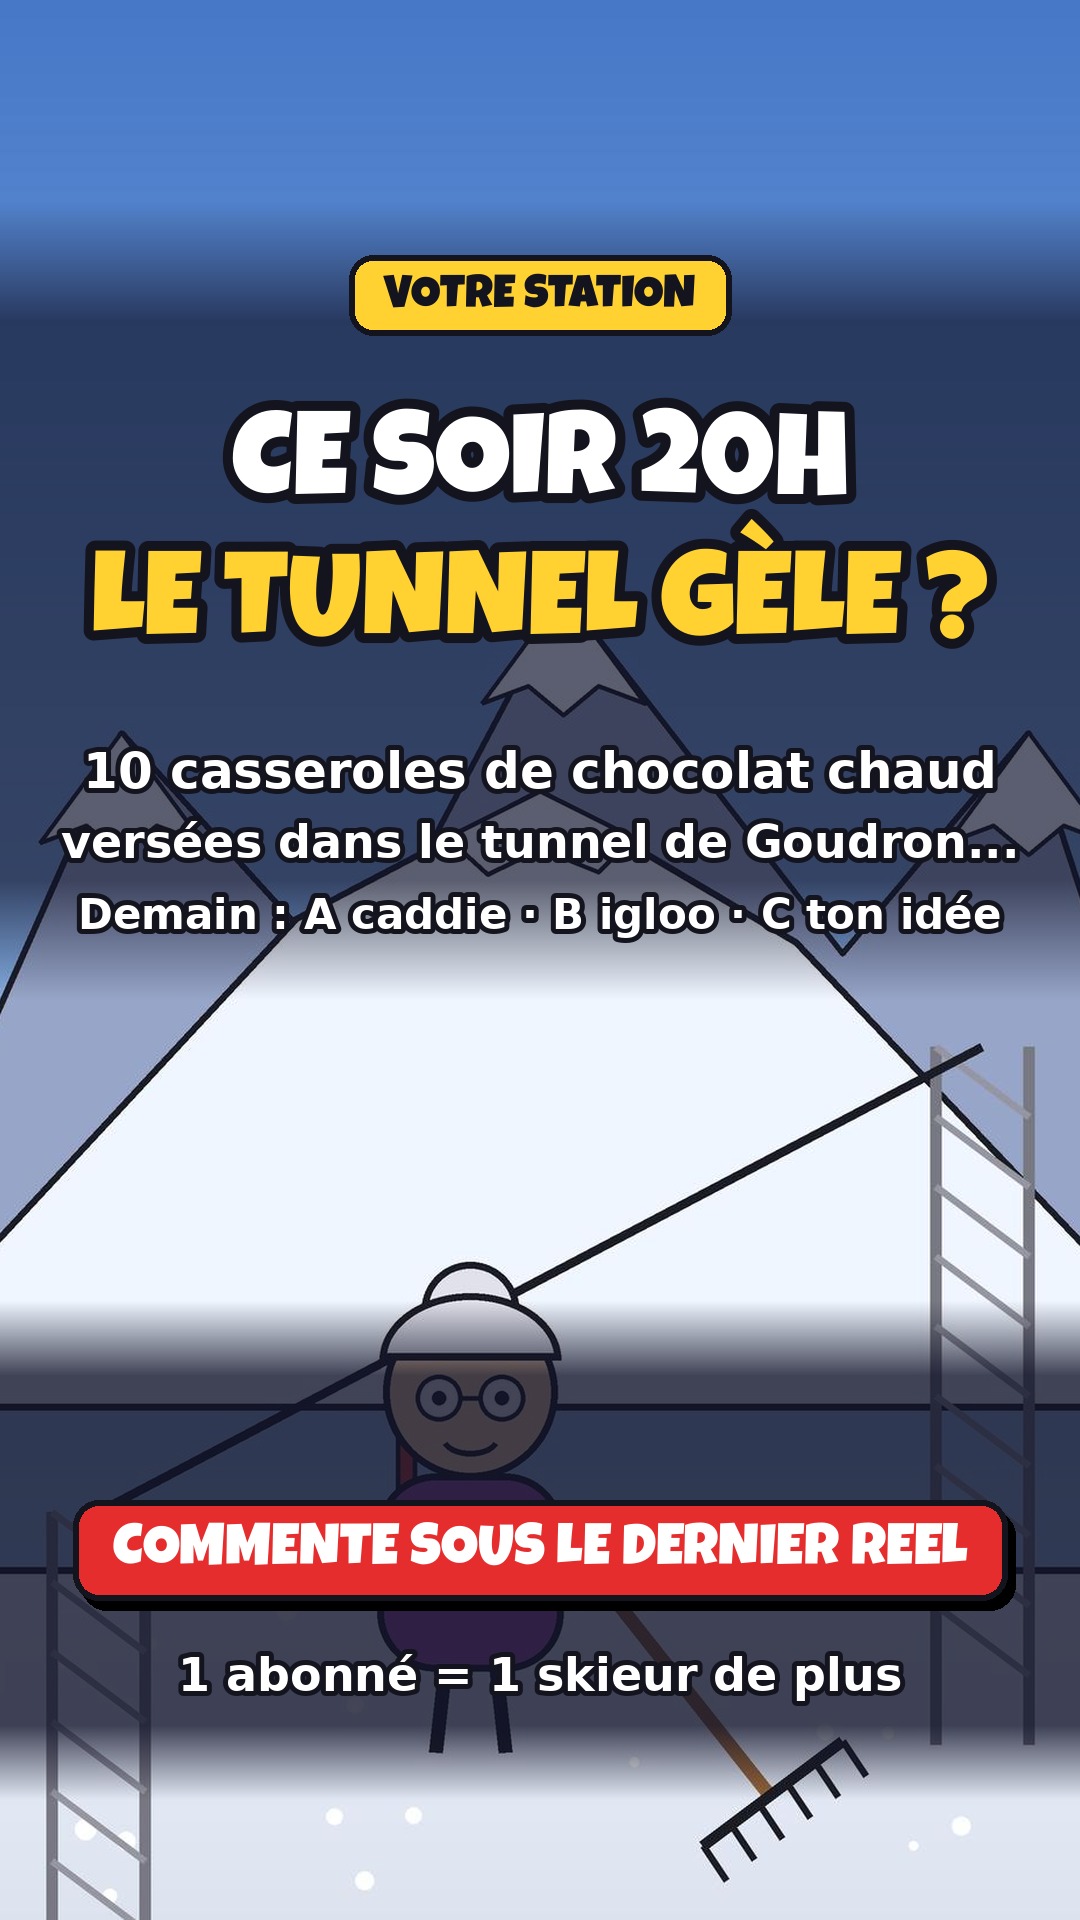 VOTRE STATION
CE SOIR 20H
LE TUNNEL GÈLE ?
10 casseroles de chocolat chaud
versées dans le tunnel de Goudron...
Demain : A caddie · B igloo · C ton idée
COMMENTE SOUS LE DERNIER REEL
1 abonné = 1 skieur de plus